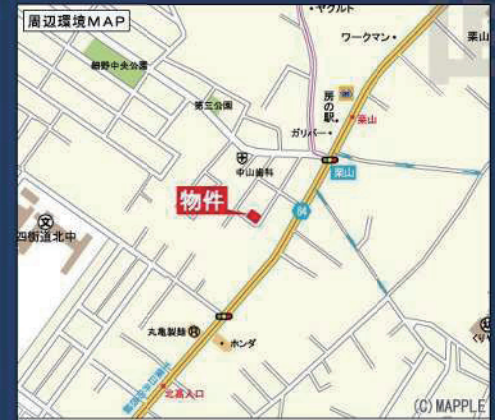 周辺環境MAP
ヤクルト
ワークマン
栗山
鶴野中央公園
第三公園
房の駅
栗山
ガリバー
中山歯科
栗山
物件
64
文
四街道北中
丸亀製麺
ホンダ
北高入口
(C)MAPPLE